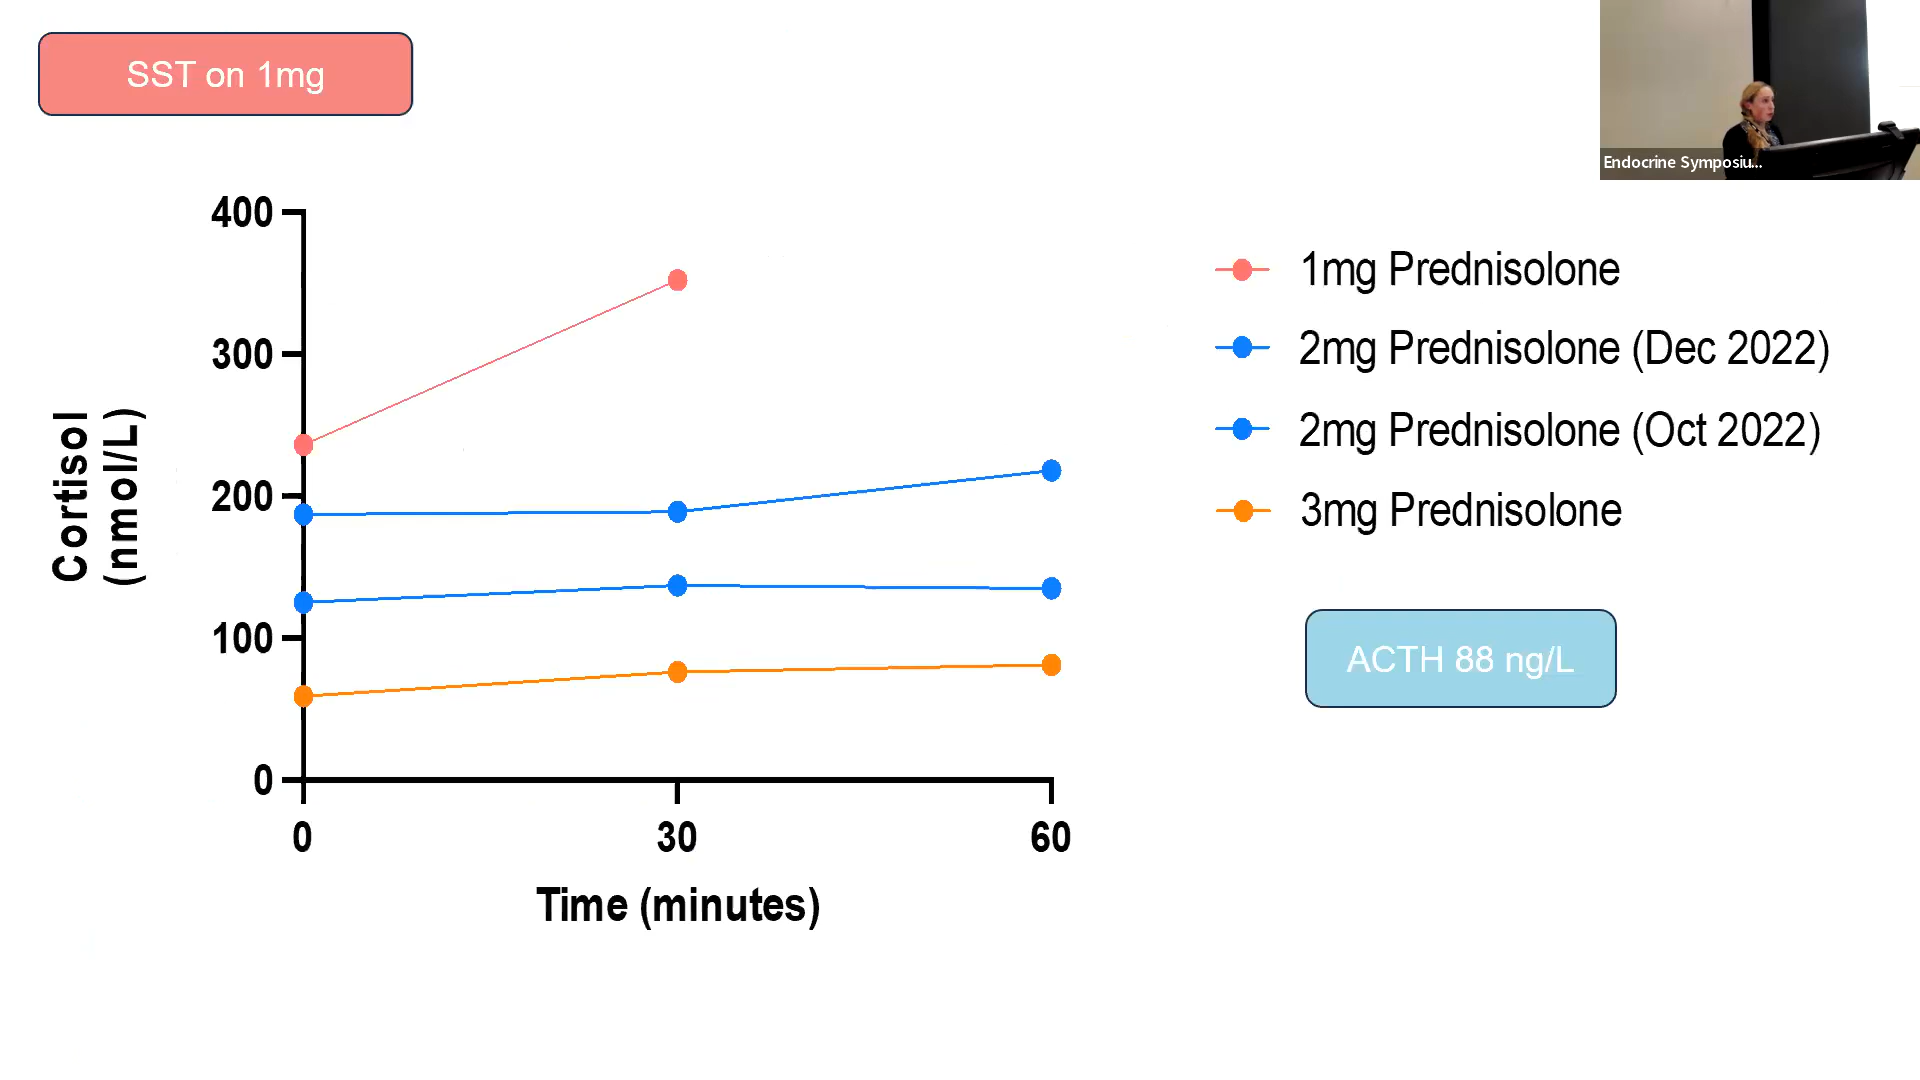 SST on 1mg
Endocrine Symposiu...
400
300
200
100
0
Cortisol
(nmol/L)
0
30
60
Time (minutes)
1mg Prednisolone
2mg Prednisolone (Dec 2022)
2mg Prednisolone (Oct 2022)
3mg Prednisolone
ACTH 88 ng/L